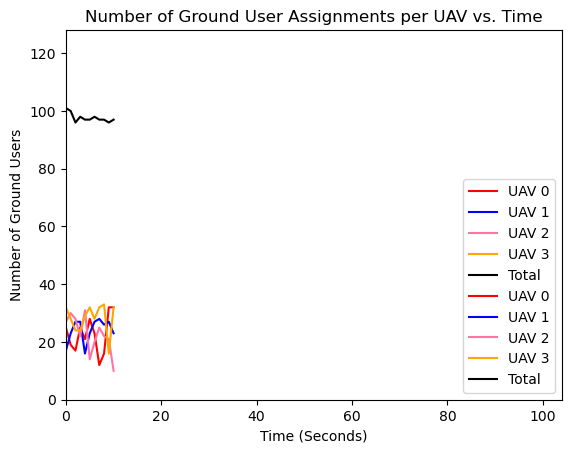 Number of Ground User Assignments per UAV vs. Time
Number of Ground Users
120
100
80
60
40
20
0
0 20 40 60 80 100
Time (Seconds)
UAV 0
UAV 1
UAV 2
UAV 3
Total
UAV 0
UAV 1
UAV 2
UAV 3
Total